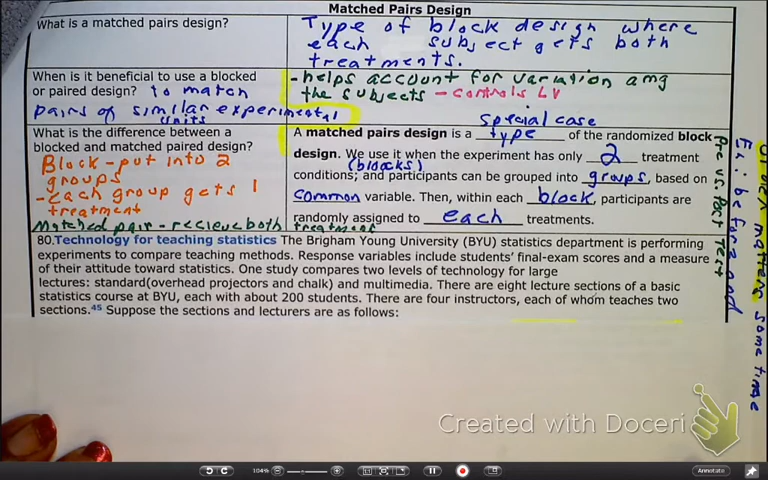 Matched Pairs Design
What is a matched pairs design?
Type of block design where
each subject gets both
treatments.
When is it beneficial to use a blocked
or paired design? to match
pairs of similar experimental
units
- helps account for variation amg
the subjects - controls LV
What is the difference between a
blocked and matched paired design?
Block - put into 2
groups
- each group gets 1
treatment
Matched pair - recieve both treatment
special case
A matched pairs design is a type of the randomized block
design. We use it when the experiment has only 2 treatment
(blocks)
conditions; and participants can be grouped into groups, based on
common variable. Then, within each block, participants are
randomly assigned to each treatments.
Order matters some time
Ex: before and
Pre vs. Post Test
80.Technology for teaching statistics The Brigham Young University (BYU) statistics department is performing
experiments to compare teaching methods. Response variables include students' final-exam scores and a measure
of their attitude toward statistics. One study compares two levels of technology for large
lectures: standard(overhead projectors and chalk) and multimedia. There are eight lecture sections of a basic
statistics course at BYU, each with about 200 students. There are four instructors, each of whom teaches two
sections.45 Suppose the sections and lecturers are as follows:
Created with Doceri
104%
Annotate